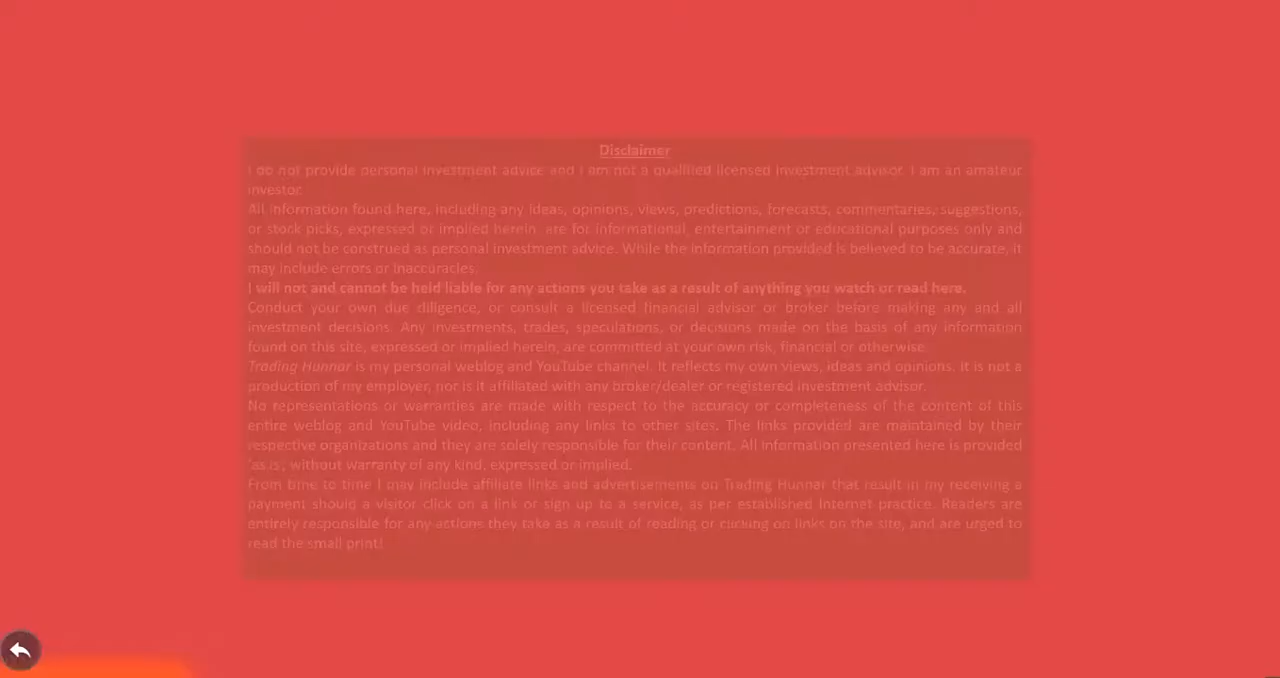 Disclaimer
I do not provide personal investment advice and I am not a qualified licensed investment advisor. I am an amateur
investor.
All information found here, including any ideas, opinions, views, predictions, forecasts, commentaries, suggestions,
or stock picks, expressed or implied herein, are for informational, entertainment or educational purposes only and
should not be construed as personal investment advice. While the information provided is believed to be accurate, it
may include errors or inaccuracies.
I will not and cannot be held liable for any actions you take as a result of anything you watch or read here.
Conduct your own due diligence, or consult a licensed financial advisor or broker before making any and all
investment decisions. Any investments, trades, speculations, or decisions made on the basis of any information
found on this site, expressed or implied herein, are committed at your own risk, financial or otherwise.
Trading Hunnar is my personal weblog and YouTube channel. It reflects my own views, ideas and opinions. It is not a
production of my employer, nor is it affiliated with any broker/dealer or registered investment advisor.
No representations or warranties are made with respect to the accuracy or completeness of the content of this
entire weblog and YouTube video, including any links to other sites. The links provided are maintained by their
respective organizations and they are solely responsible for their content. All information presented here is provided
'as is', without warranty of any kind, expressed or implied.
From time to time I may include affiliate links and advertisements on Trading Hunnar that result in my receiving a
payment should a visitor click on a link or sign up to a service, as per established Internet practice. Readers are
entirely responsible for any actions they take as a result of reading or clicking on links on the site, and are urged to
read the small print!